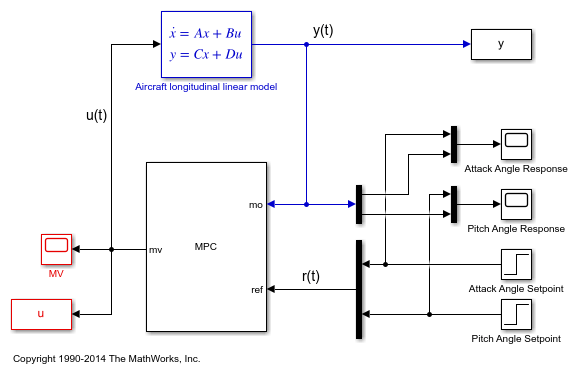 ẋ = Ax + Bu
y = Cx + Du
Aircraft longitudinal linear model
y(t)
y
u(t)
Attack Angle Response
mo
MPC
mv
ref
Pitch Angle Response
MV
r(t)
Attack Angle Setpoint
u
Pitch Angle Setpoint
Copyright 1990-2014 The MathWorks, Inc.